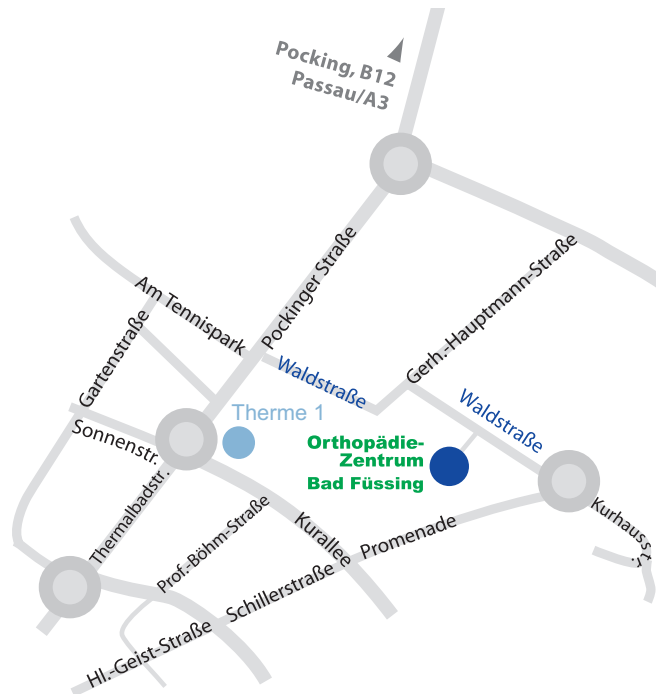 Pocking, B12
Passau/A3
Pockinger Straße
Am Tennispark
Gerh.-Hauptmann-Straße
Gartenstraße
Waldstraße
Waldstraße
Therme 1
Sonnenstr.
Orthopädie-
Zentrum
Bad Füssing
Thermalbadstr.
Kurhausstr.
Prof.-Böhm-Straße
Kurallee
Promenade
Schillerstraße
Hl.-Geist-Straße